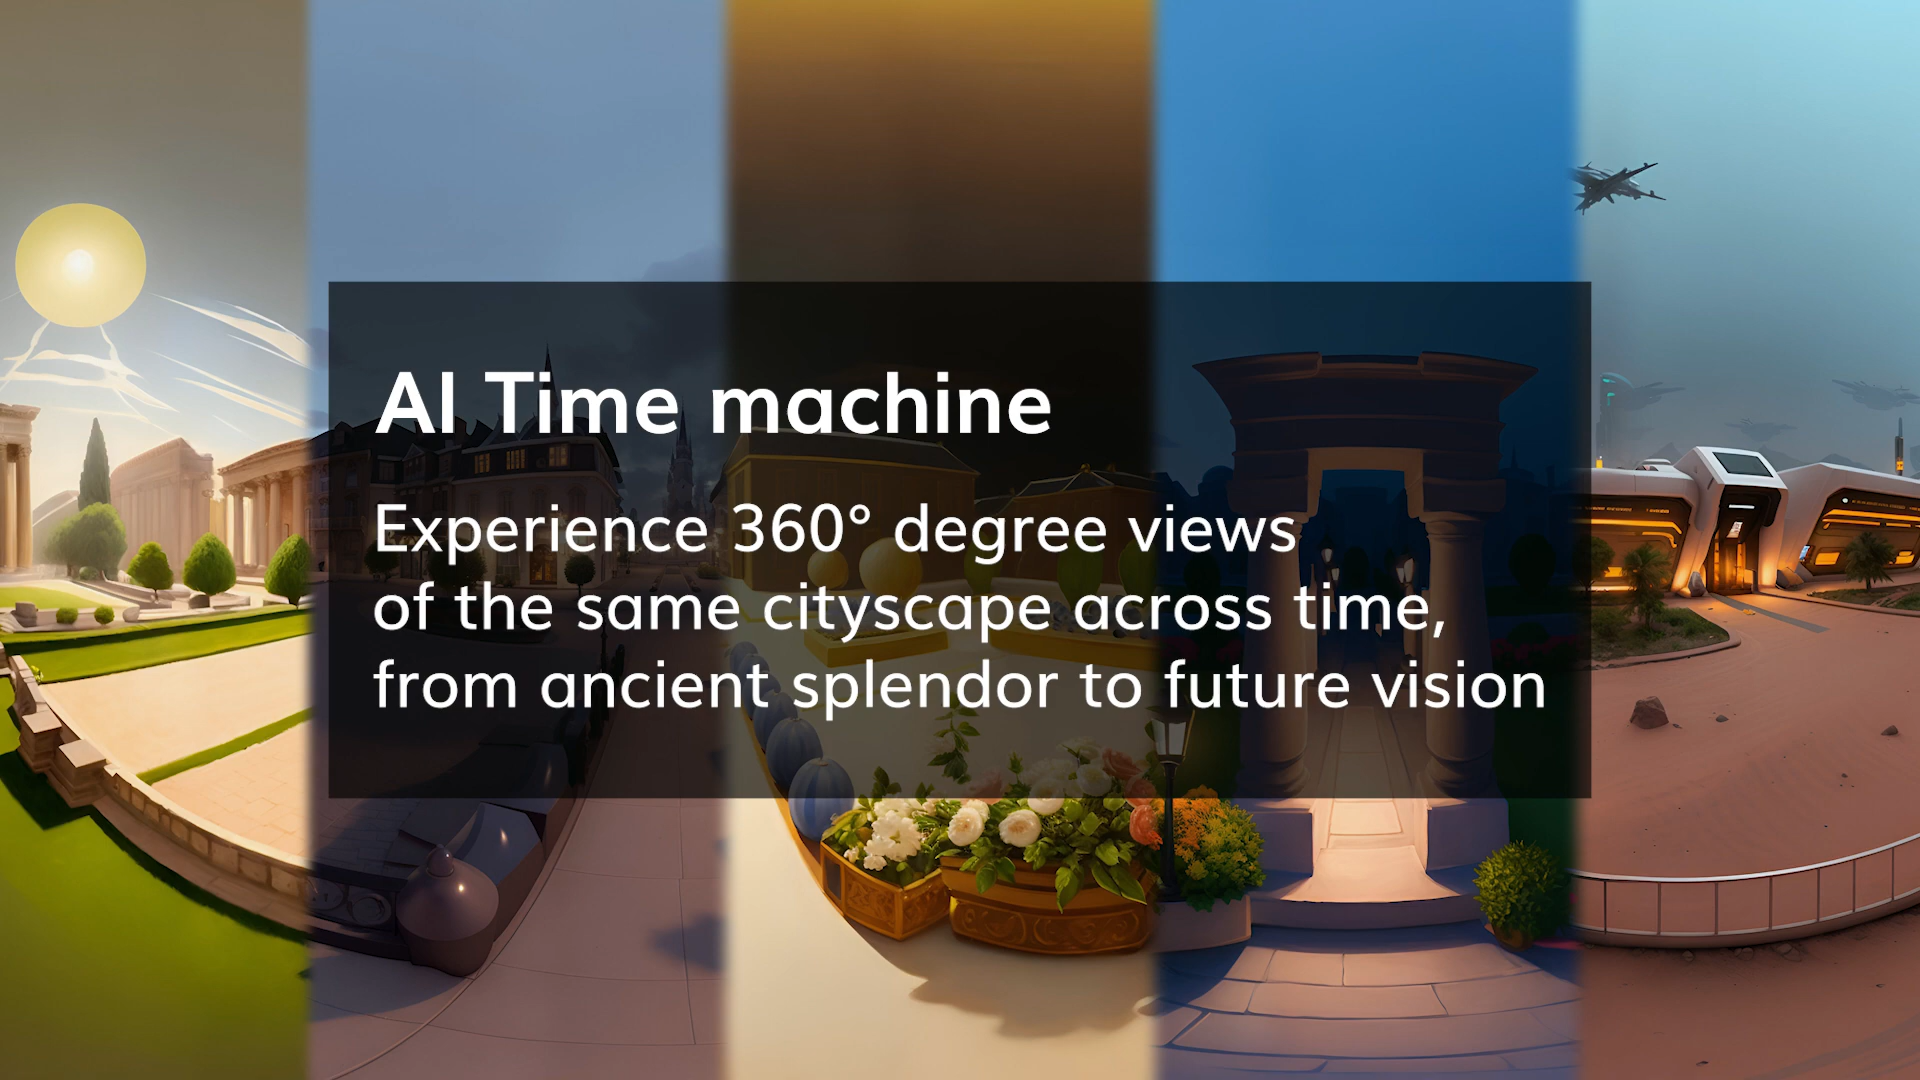 AI Time machine
Experience 360° degree views
of the same cityscape across time,
from ancient splendor to future vision